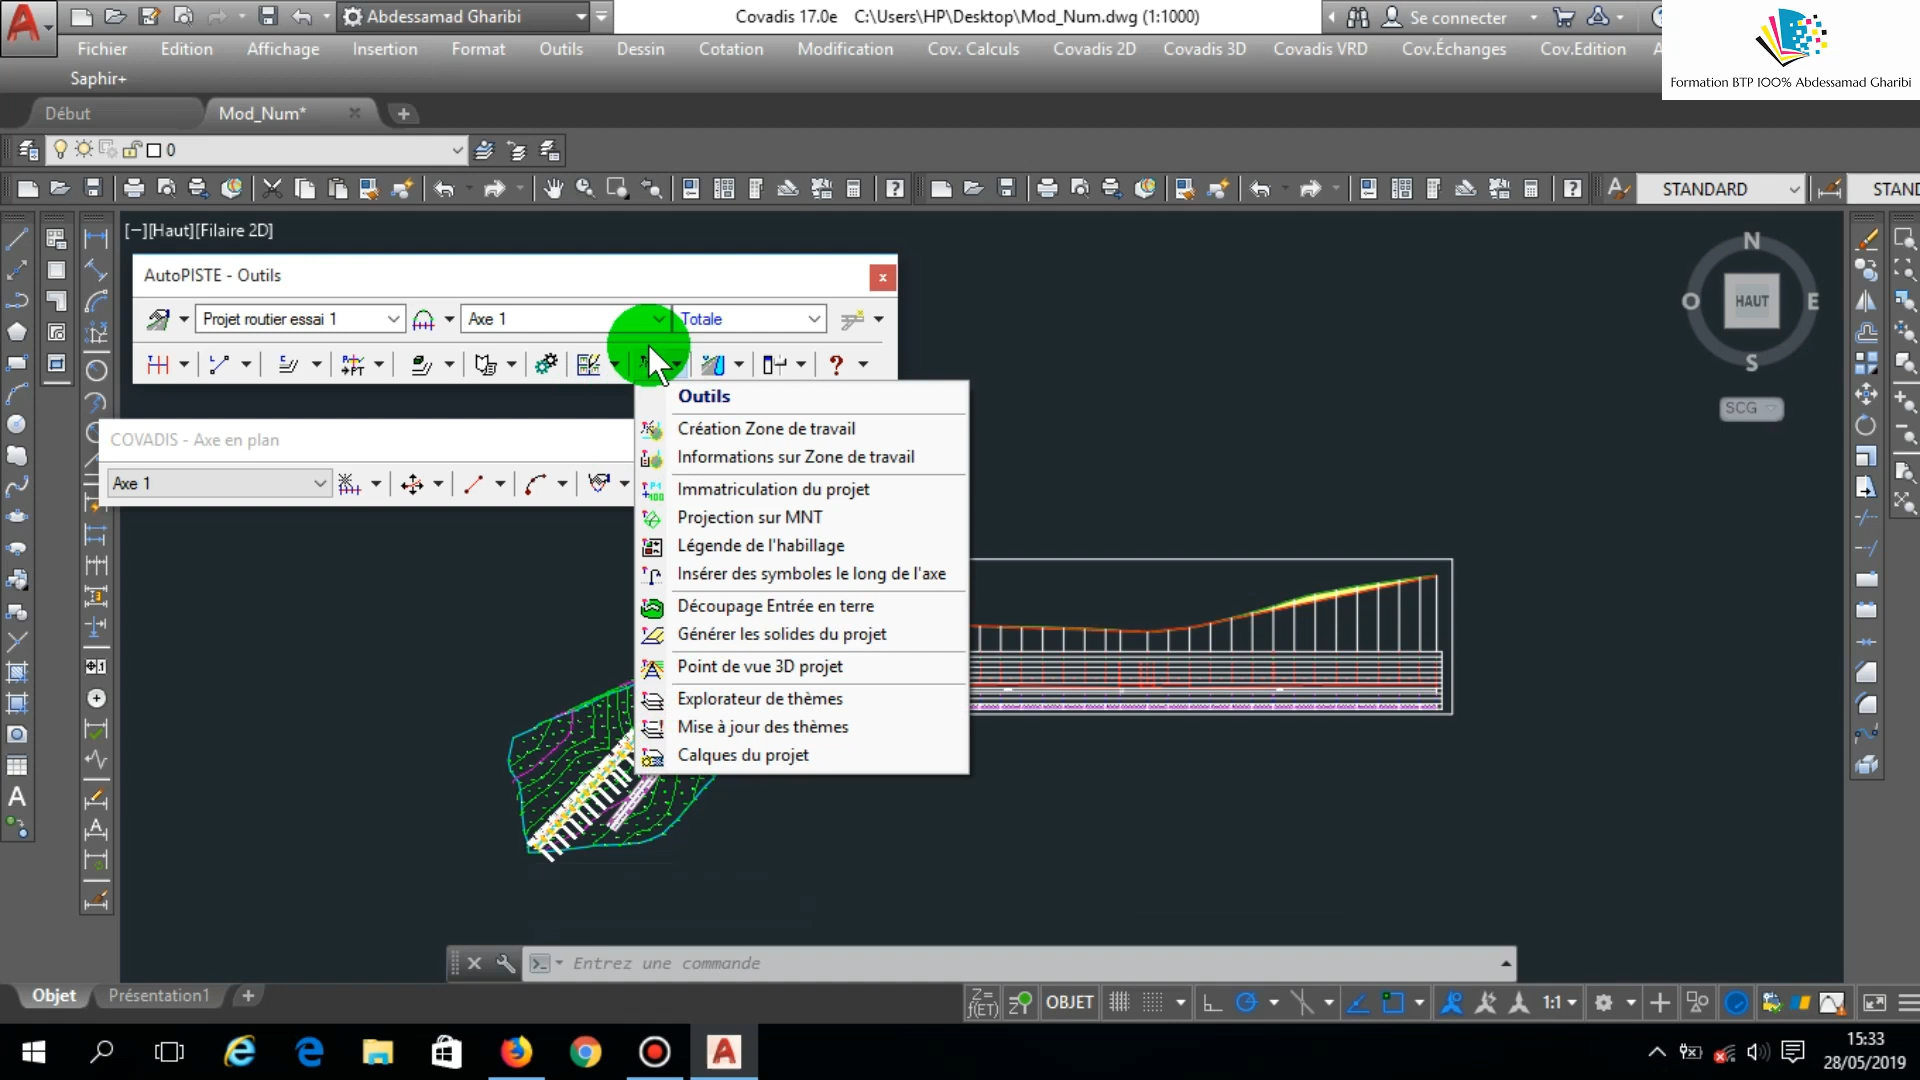 Abdessamad Gharibi
Covadis 17.0e C:\Users\HP\Desktop\Mod_Num.dwg (1:1000)
Se connecter
Fichier Edition Affichage Insertion Format Outils Dessin Cotation Modification Cov. Calculs Covadis 2D Covadis 3D Covadis VRD Cov.Échanges Cov.Edition
Saphir+
Formation BTP 100% Abdessamad Gharibi
Début
Mod_Num*
0
STANDARD
STAND
[−][Haut][Filaire 2D]
AutoPISTE - Outils
Projet routier essai 1
Axe 1
Totale
N
O
HAUT
E
S
SCG
COVADIS - Axe en plan
Axe 1
Outils
Création Zone de travail
Informations sur Zone de travail
Immatriculation du projet
Projection sur MNT
Légende de l'habillage
Insérer des symboles le long de l'axe
Découpage Entrée en terre
Générer les solides du projet
Point de vue 3D projet
Explorateur de thèmes
Mise à jour des thèmes
Calques du projet
Entrez une commande
Objet
Présentation1
OBJET
1:1
15:33
28/05/2019